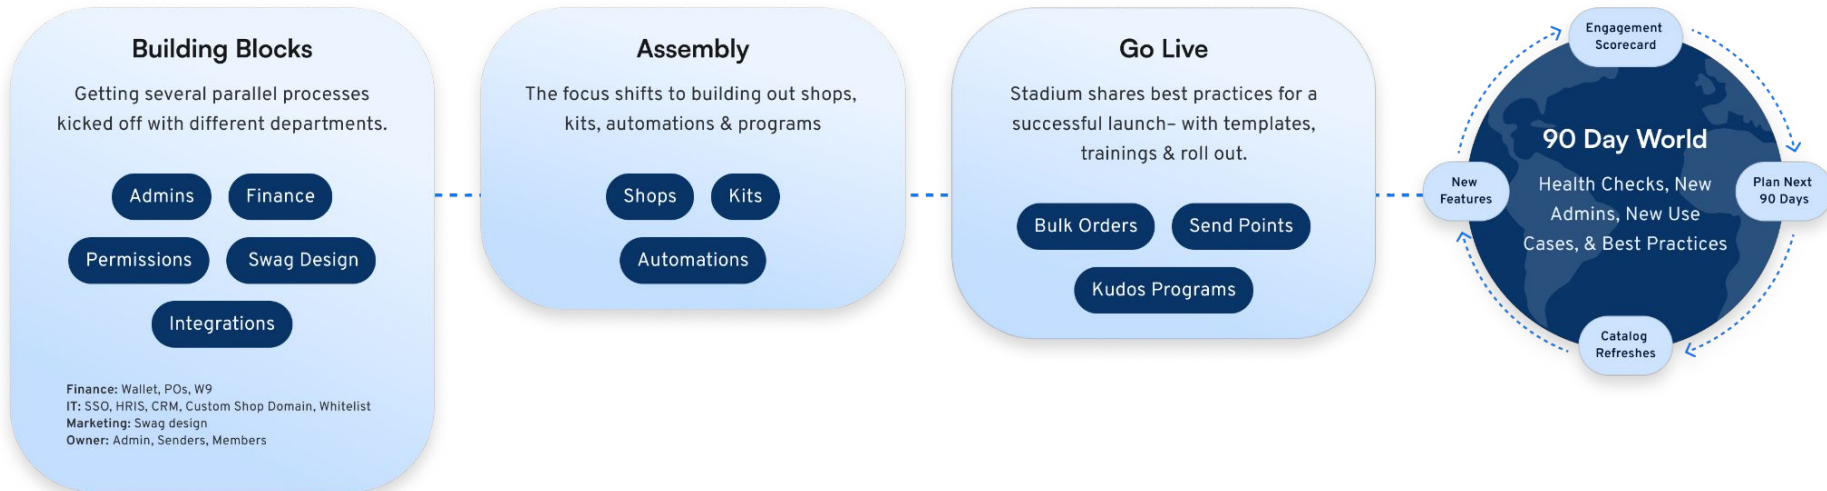 Building Blocks
Getting several parallel processes
kicked off with different departments.
Admins
Finance
Permissions
Swag Design
Integrations
Finance: Wallet, POs, W9
IT: SSO, HRIS, CRM, Custom Shop Domain, Whitelist
Marketing: Swag design
Owner: Admin, Senders, Members
Assembly
The focus shifts to building out shops,
kits, automations & programs
Shops
Kits
Automations
Go Live
Stadium shares best practices for a
successful launch– with templates,
trainings & roll out.
Bulk Orders
Send Points
Kudos Programs
Engagement
Scorecard
90 Day World
Health Checks, New
Admins, New Use
Cases, & Best Practices
New
Features
Plan Next
90 Days
Catalog
Refreshes